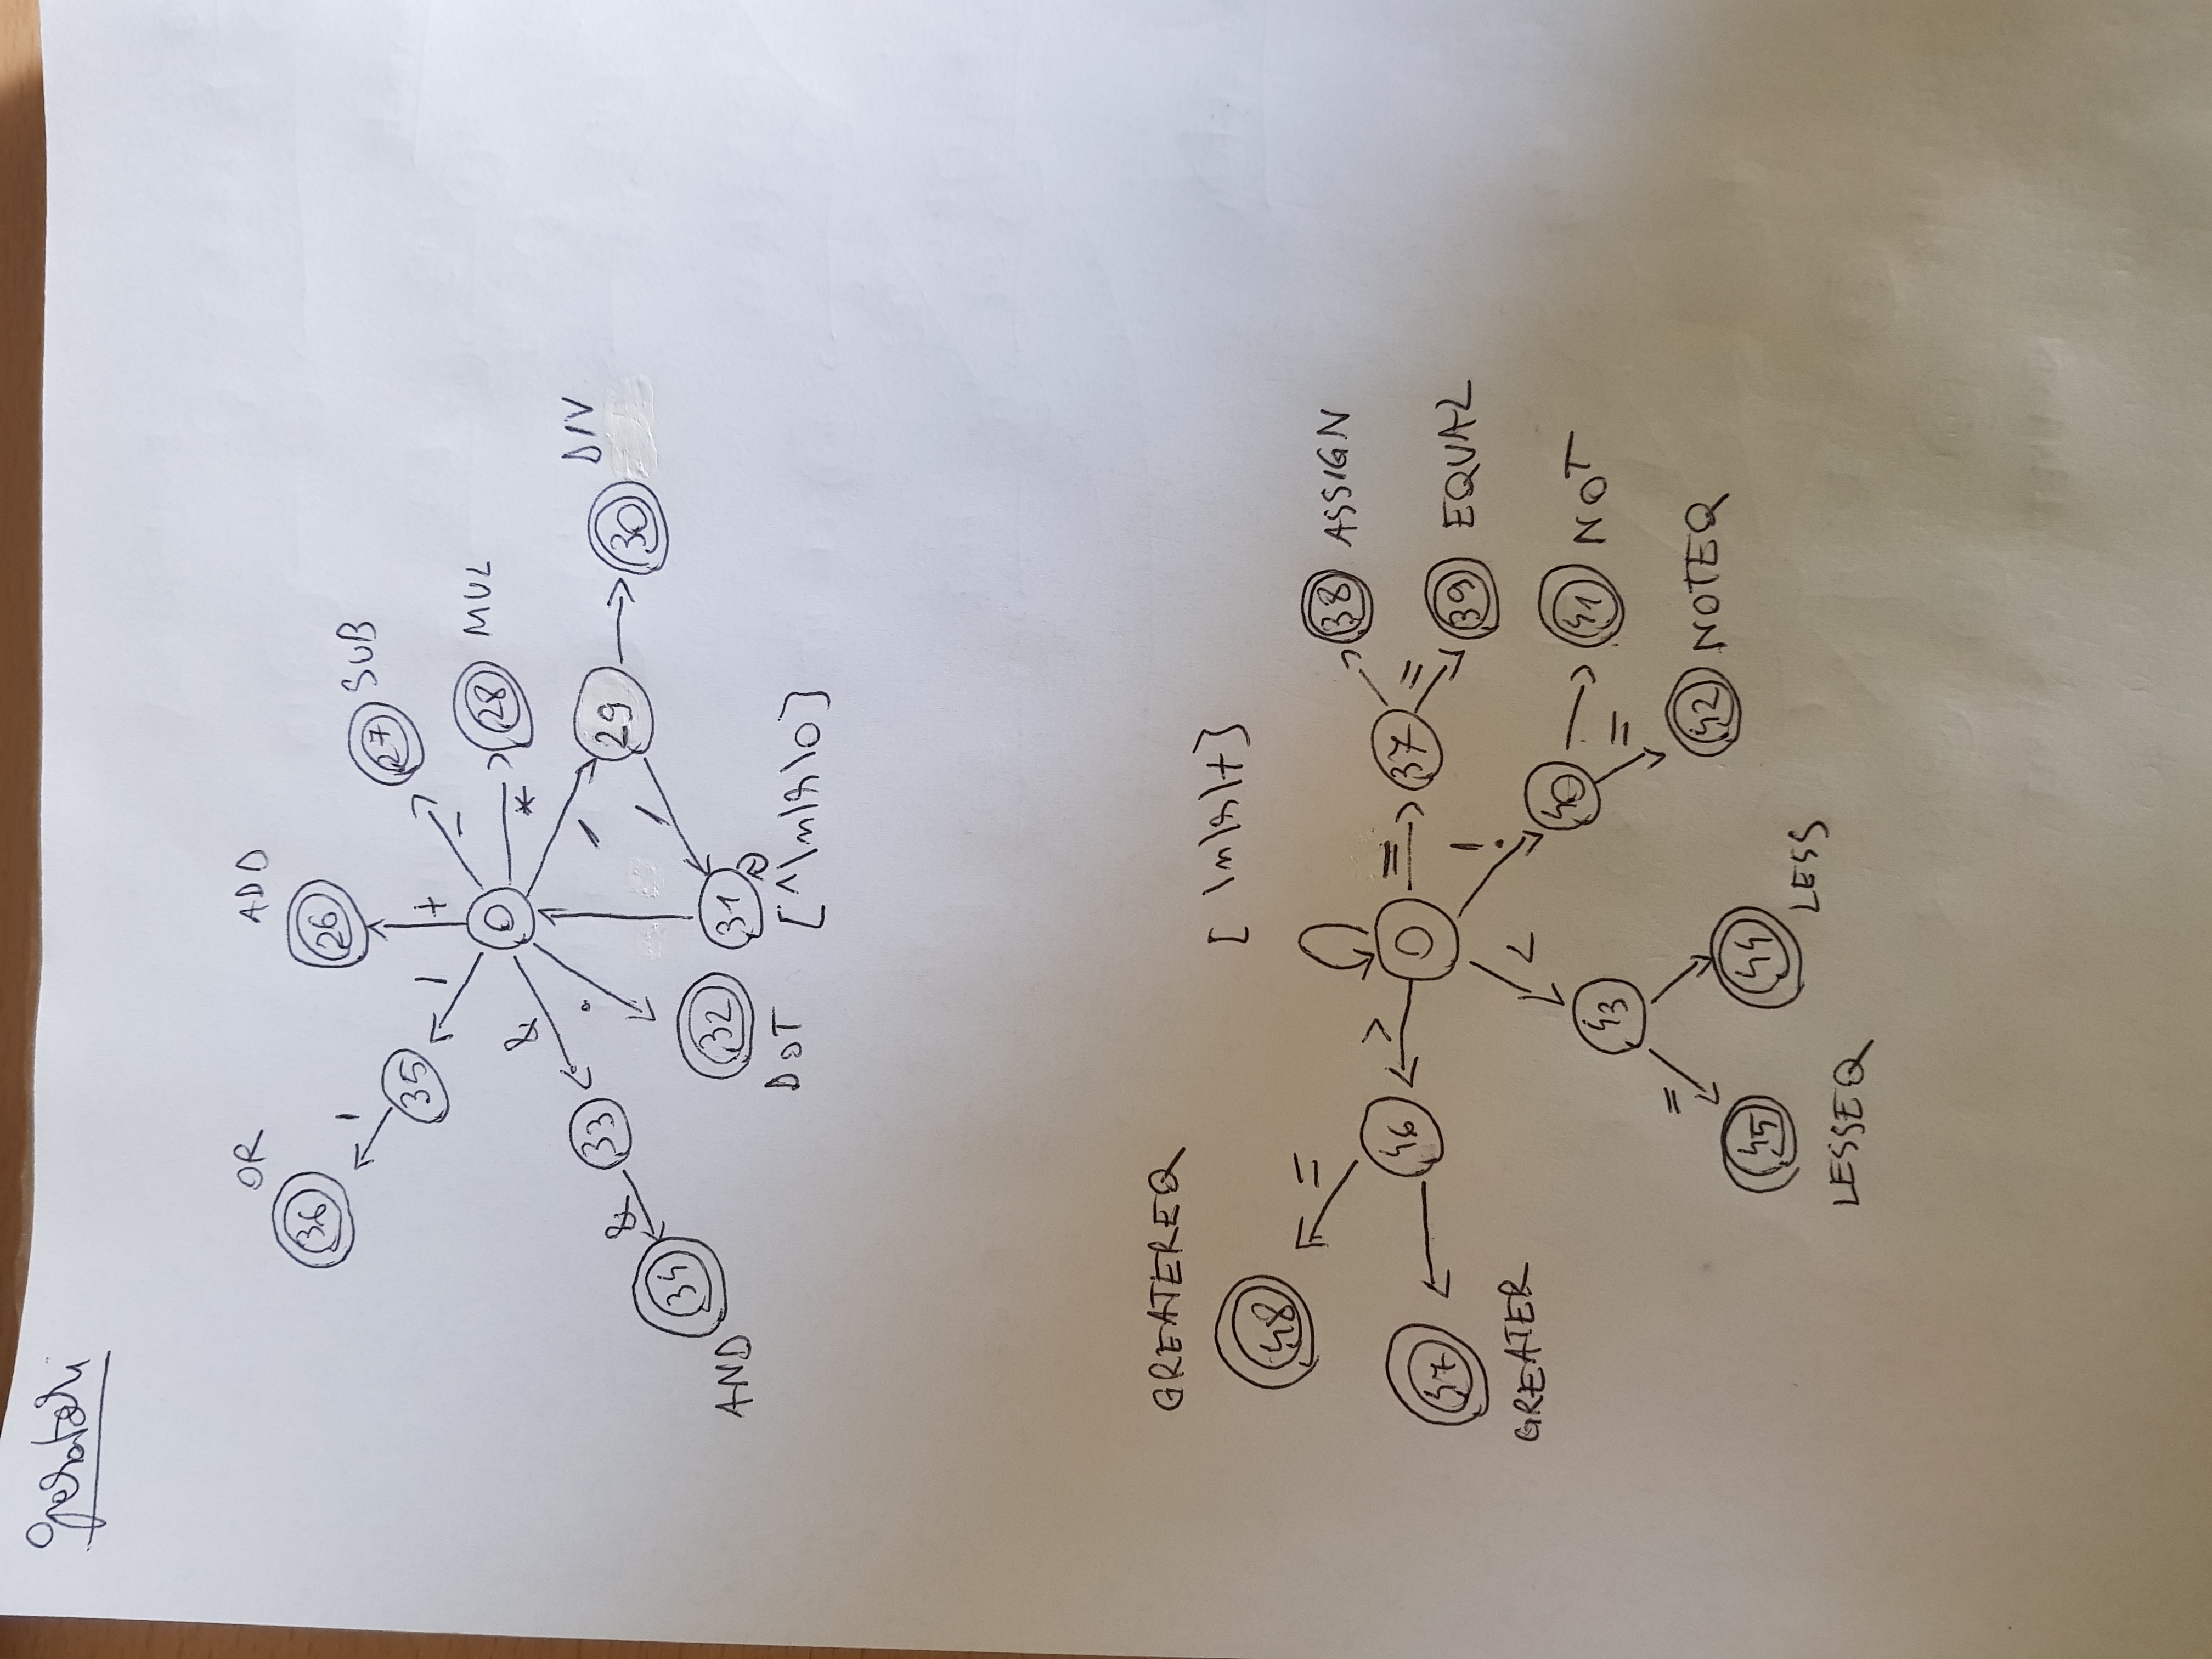 Operatori
OR
ADD
36
26
SUB
|
27
35
|
+
-
MUL
0
28
*
&
DIV
.
/
33
29
30
&
/
34
32
31
AND
DOT
[^\n\r\0]
GREATEREQ
[ \n\r\t]
48
=
38
ASSIGN
>
=
46
0
37
=
47
39
EQUAL
!
GREATER
<
40
41
NOT
43
=
=
42
NOTEQ
45
44
LESS
LESSEQ